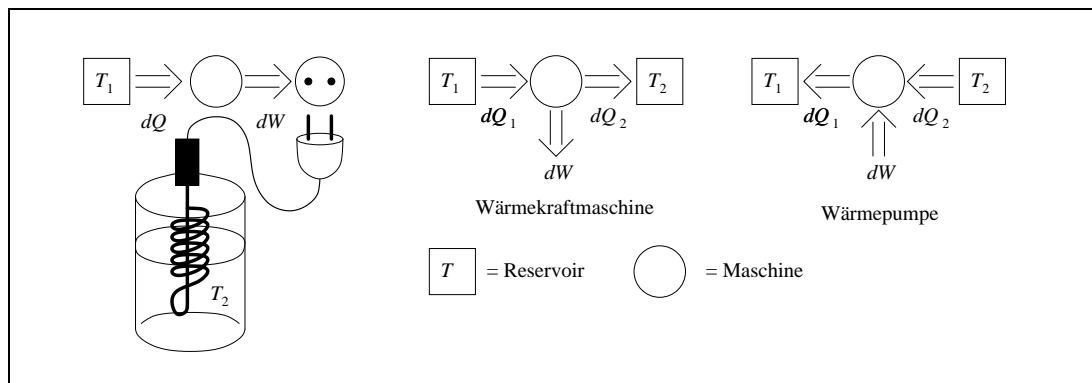 T1
dQ
dW
T2
T1
T2
dQ1
dQ2
dW
Wärmekraftmaschine
T1
T2
dQ1
dQ2
dW
Wärmepumpe
T = Reservoir
= Maschine